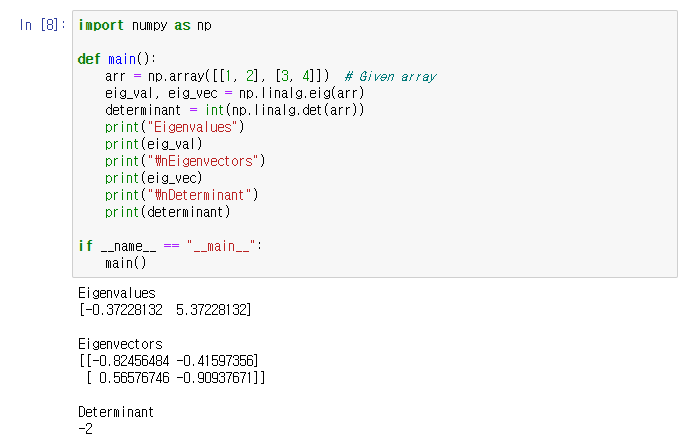 In [8]:
import numpy as np
def main():
    arr = np.array([[1, 2], [3, 4]])  # Given array
    eig_val, eig_vec = np.linalg.eig(arr)
    determinant = int(np.linalg.det(arr))
    print("Eigenvalues")
    print(eig_val)
    print("₩nEigenvectors")
    print(eig_vec)
    print("₩nDeterminant")
    print(determinant)
if __name__ == "__main__":
    main()
Eigenvalues
[-0.37228132  5.37228132]
Eigenvectors
[[-0.82456484 -0.41597356]
 [ 0.56576746 -0.90937671]]
Determinant
-2